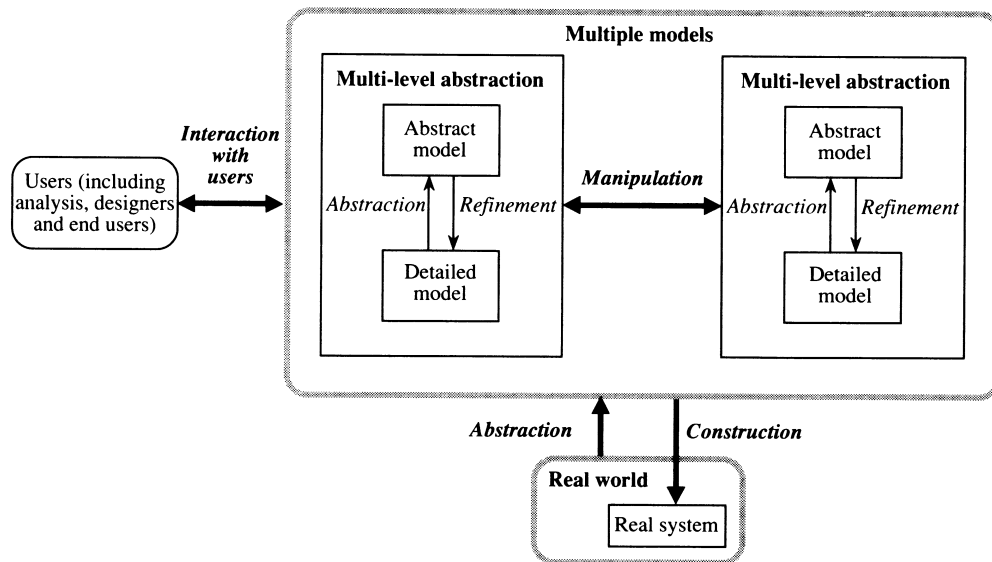 Multiple models
Multi-level abstraction
Abstract
model
Abstraction
Refinement
Detailed
model
Manipulation
Multi-level abstraction
Abstract
model
Abstraction
Refinement
Detailed
model
Interaction
with
users
Users (including
analysis, designers
and end users)
Abstraction
Construction
Real world
Real system